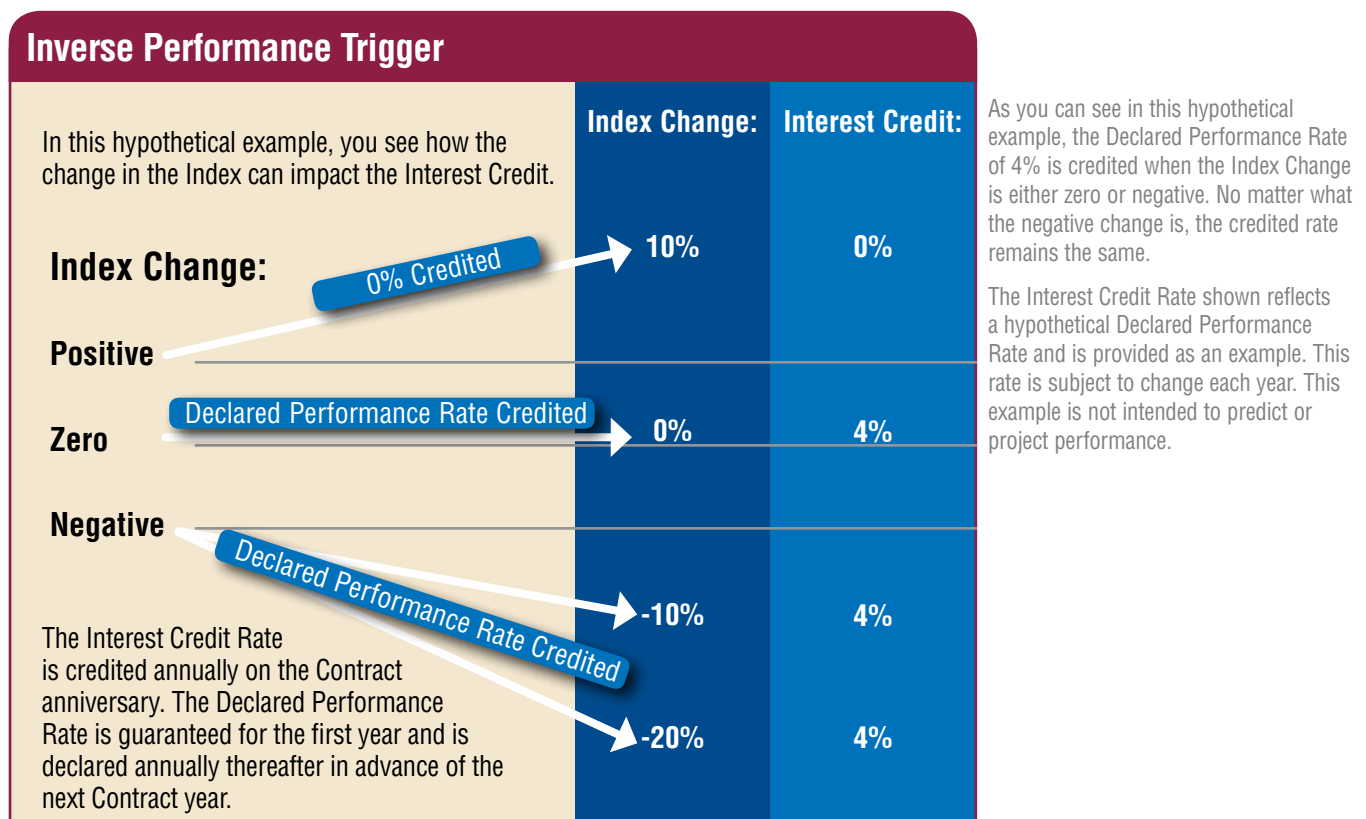 Inverse Performance Trigger
In this hypothetical example, you see how the
change in the Index can impact the Interest Credit.
Index Change:
Interest Credit:
Index Change:
0% Credited
10%
0%
Positive
Declared Performance Rate Credited
Zero
0%
4%
Negative
Declared Performance Rate Credited
-10%
4%
-20%
4%
The Interest Credit Rate
is credited annually on the Contract
anniversary. The Declared Performance
Rate is guaranteed for the first year and is
declared annually thereafter in advance of the
next Contract year.
As you can see in this hypothetical
example, the Declared Performance Rate
of 4% is credited when the Index Change
is either zero or negative. No matter what
the negative change is, the credited rate
remains the same.
The Interest Credit Rate shown reflects
a hypothetical Declared Performance
Rate and is provided as an example. This
rate is subject to change each year. This
example is not intended to predict or
project performance.